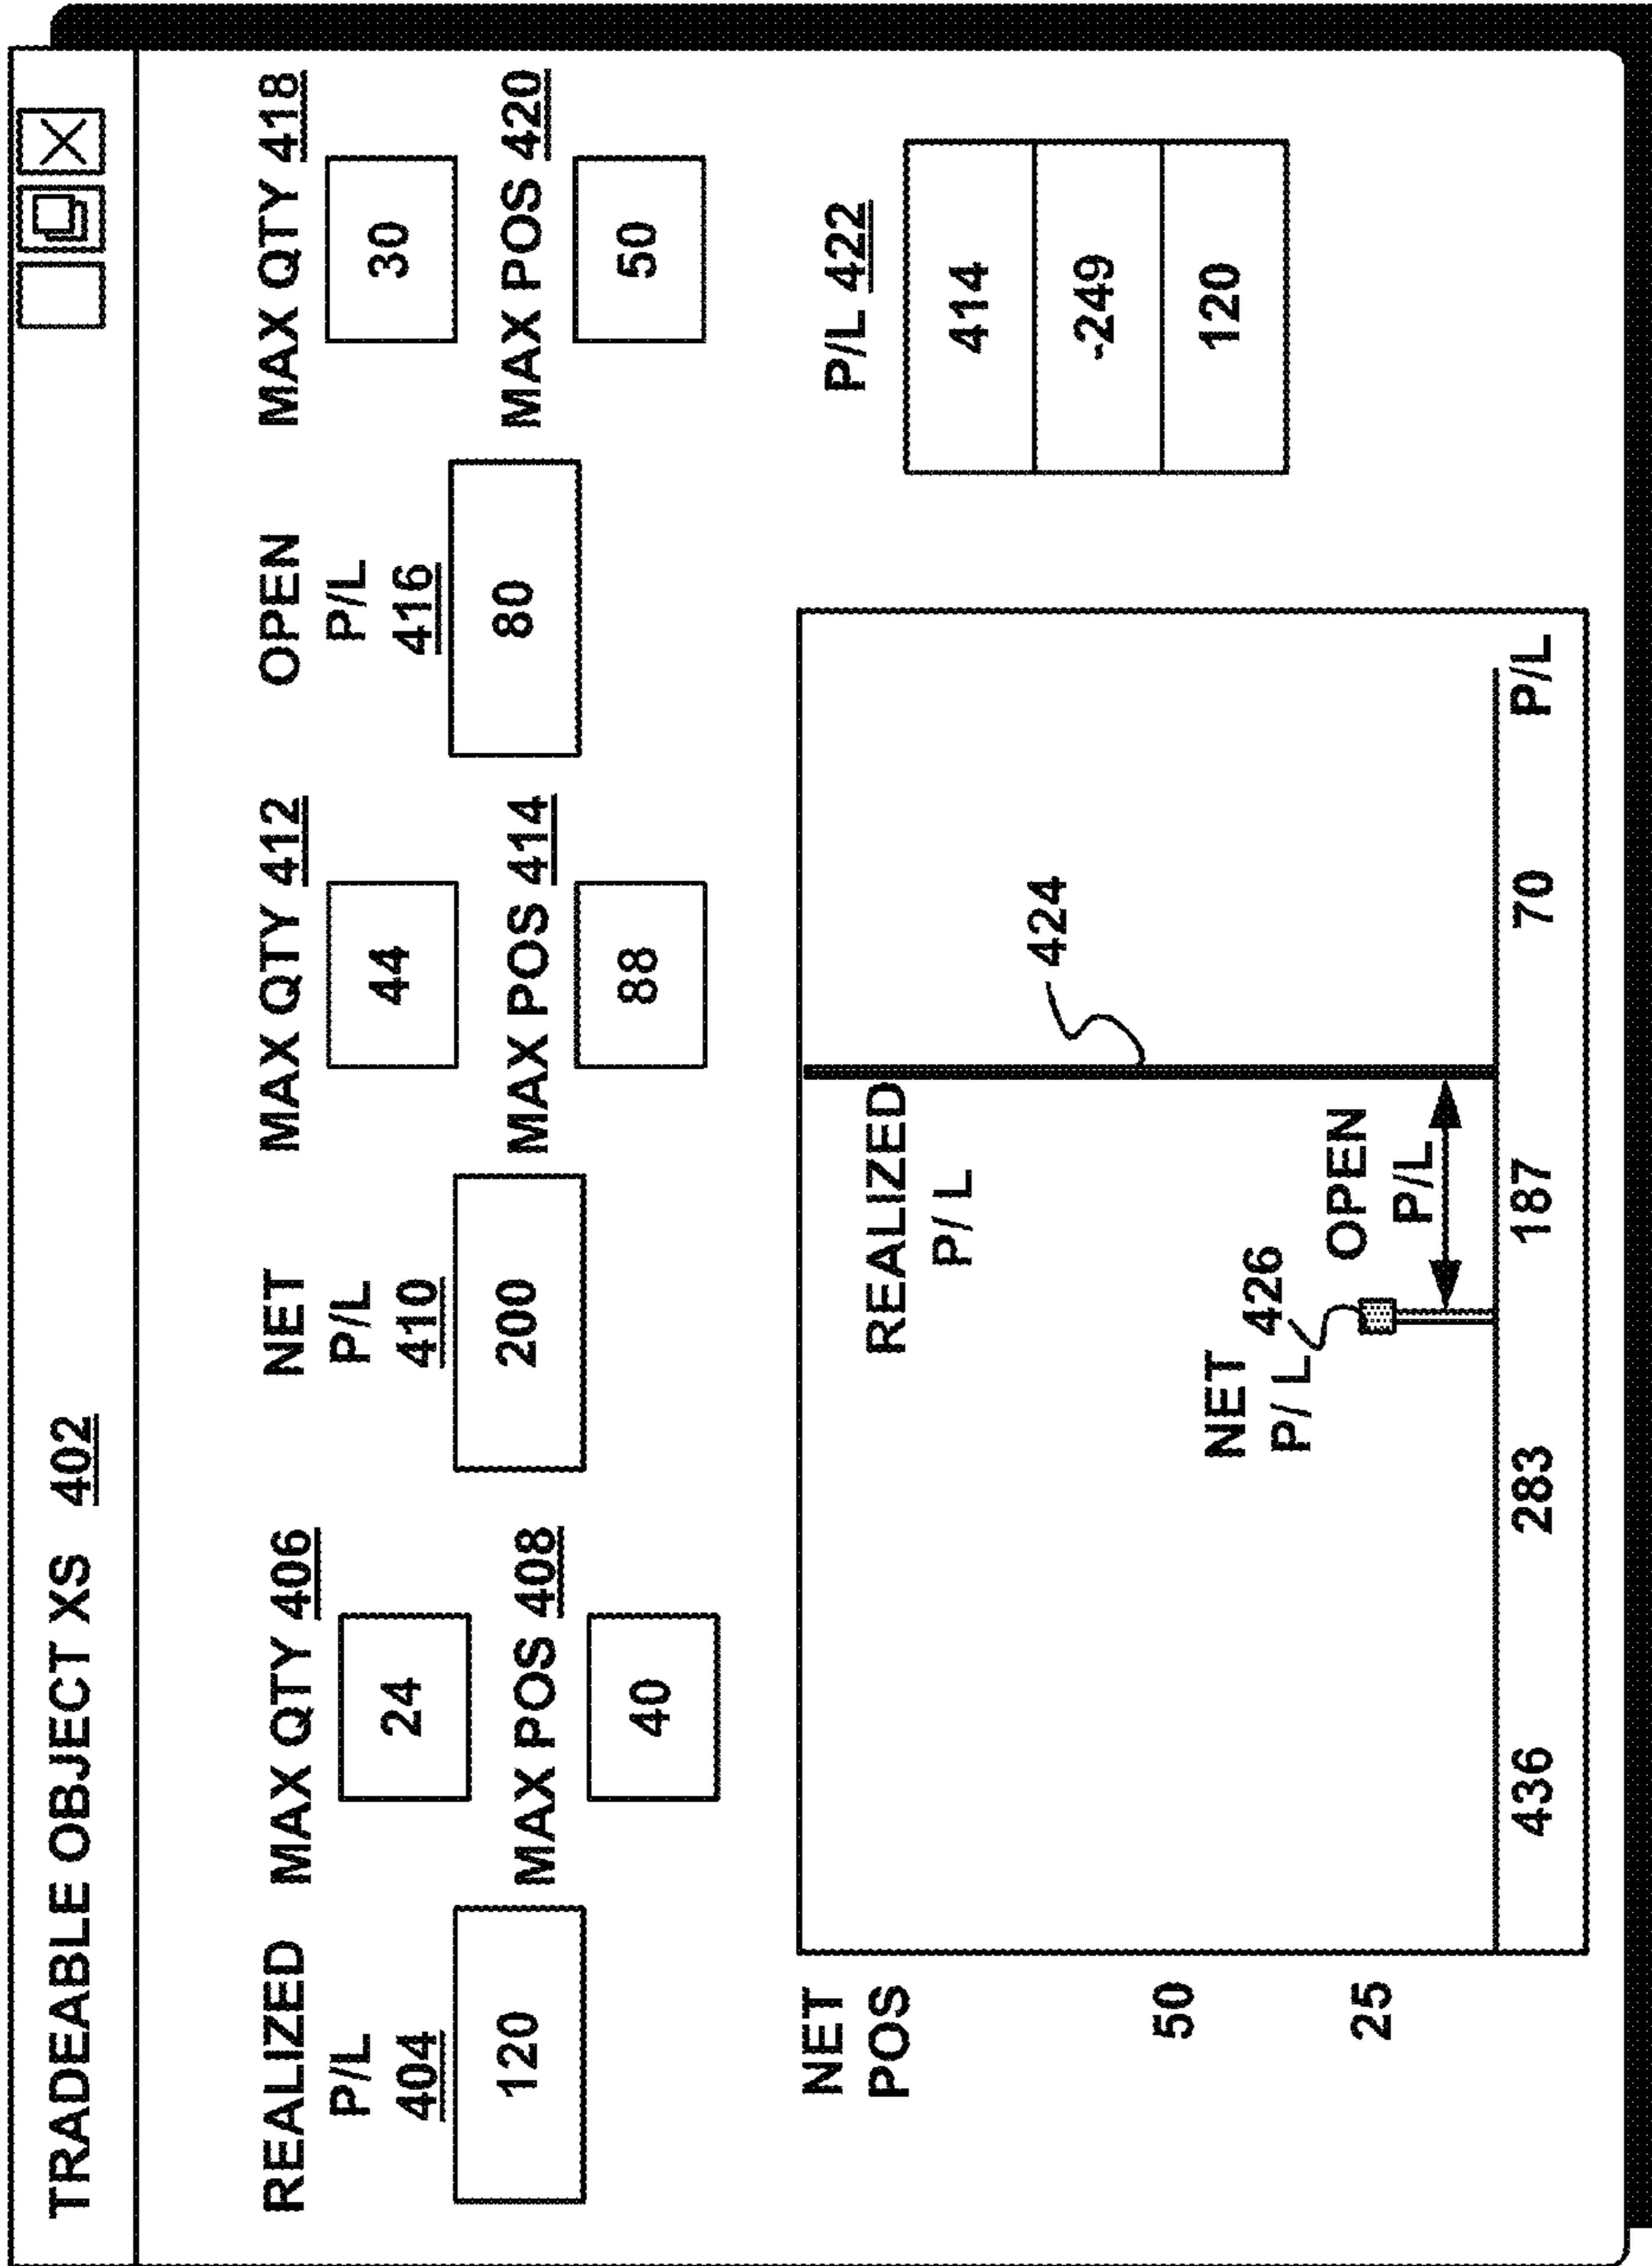 TRADEABLE OBJECT XS 402
REALIZED
P/L
404
120
MAX QTY 406
24
MAX POS 408
40
NET
P/L
410
200
MAX QTY 412
44
MAX POS 414
88
OPEN
P/L
416
80
MAX QTY 418
30
MAX POS 420
50
NET
POS
50
25
REALIZED
P/ L
424
NET
P/ L
426
OPEN
P/L
436 283 187 70 P/L
P/L 422
414
-249
120